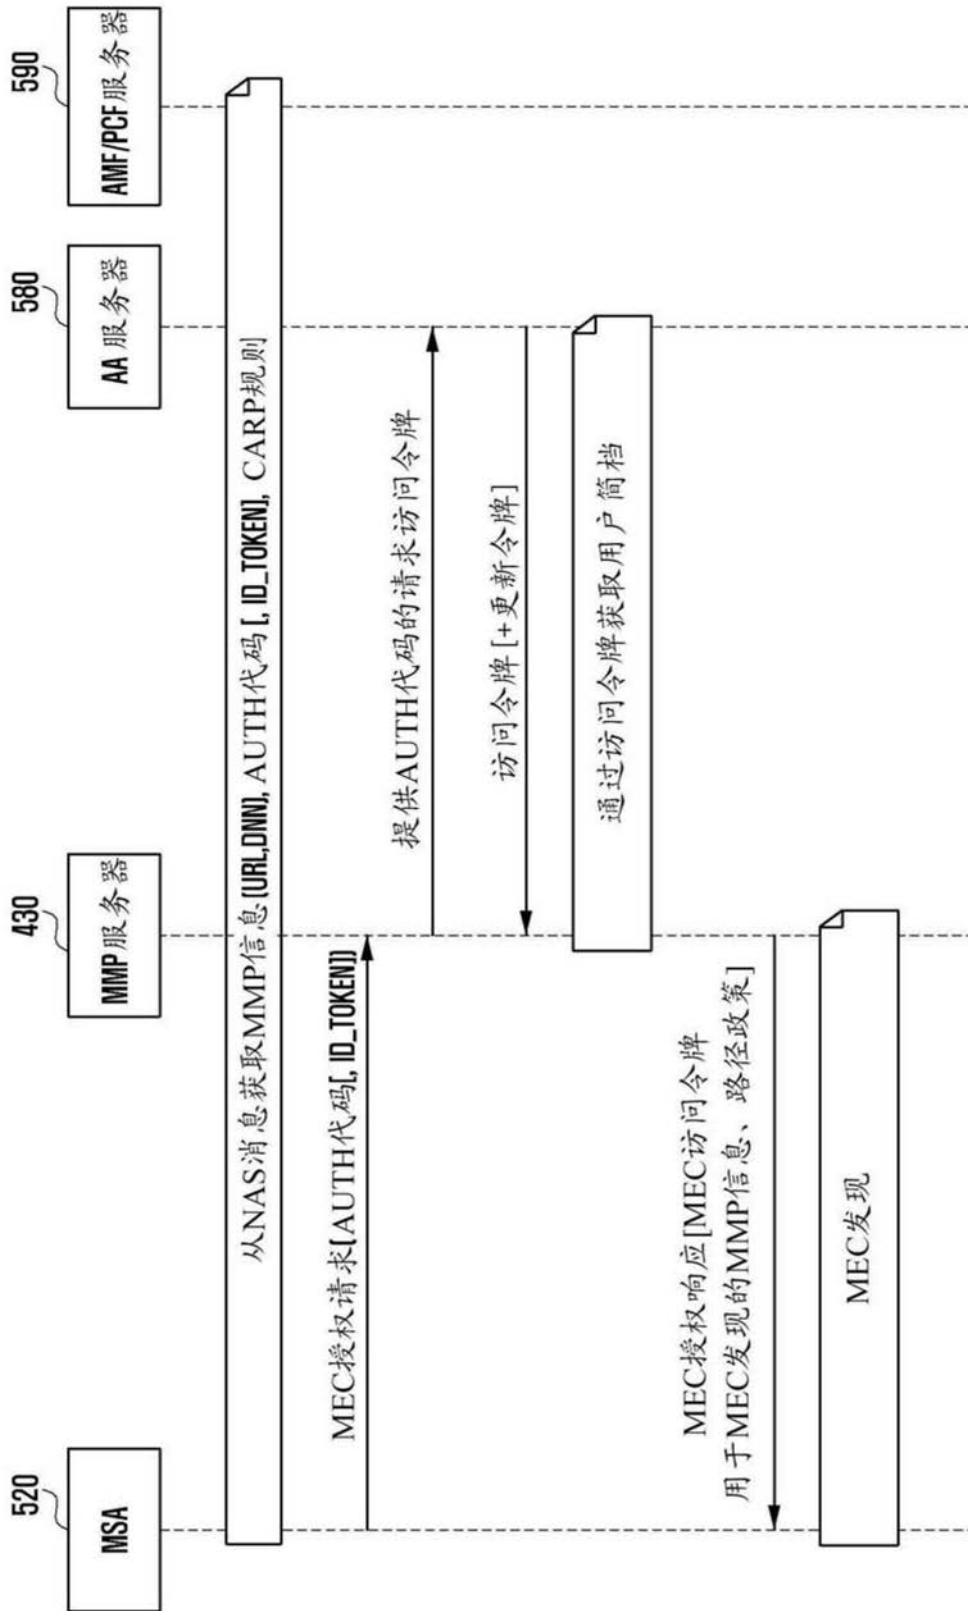 520
430
580
590
MSA
MMP服务器
AA服务器
AMF/PCF服务器
从NAS消息获取MMP信息(URL,DNN), AUTH代码[, ID_TOKEN], CARP规则
MEC授权请求(AUTH代码[, ID_TOKEN])
提供AUTH代码的请求访问令牌
访问令牌[+更新令牌]
通过访问令牌获取用户简档
MEC授权响应[MEC访问令牌
用于MEC发现的MMP信息、路径政策]
MEC发现